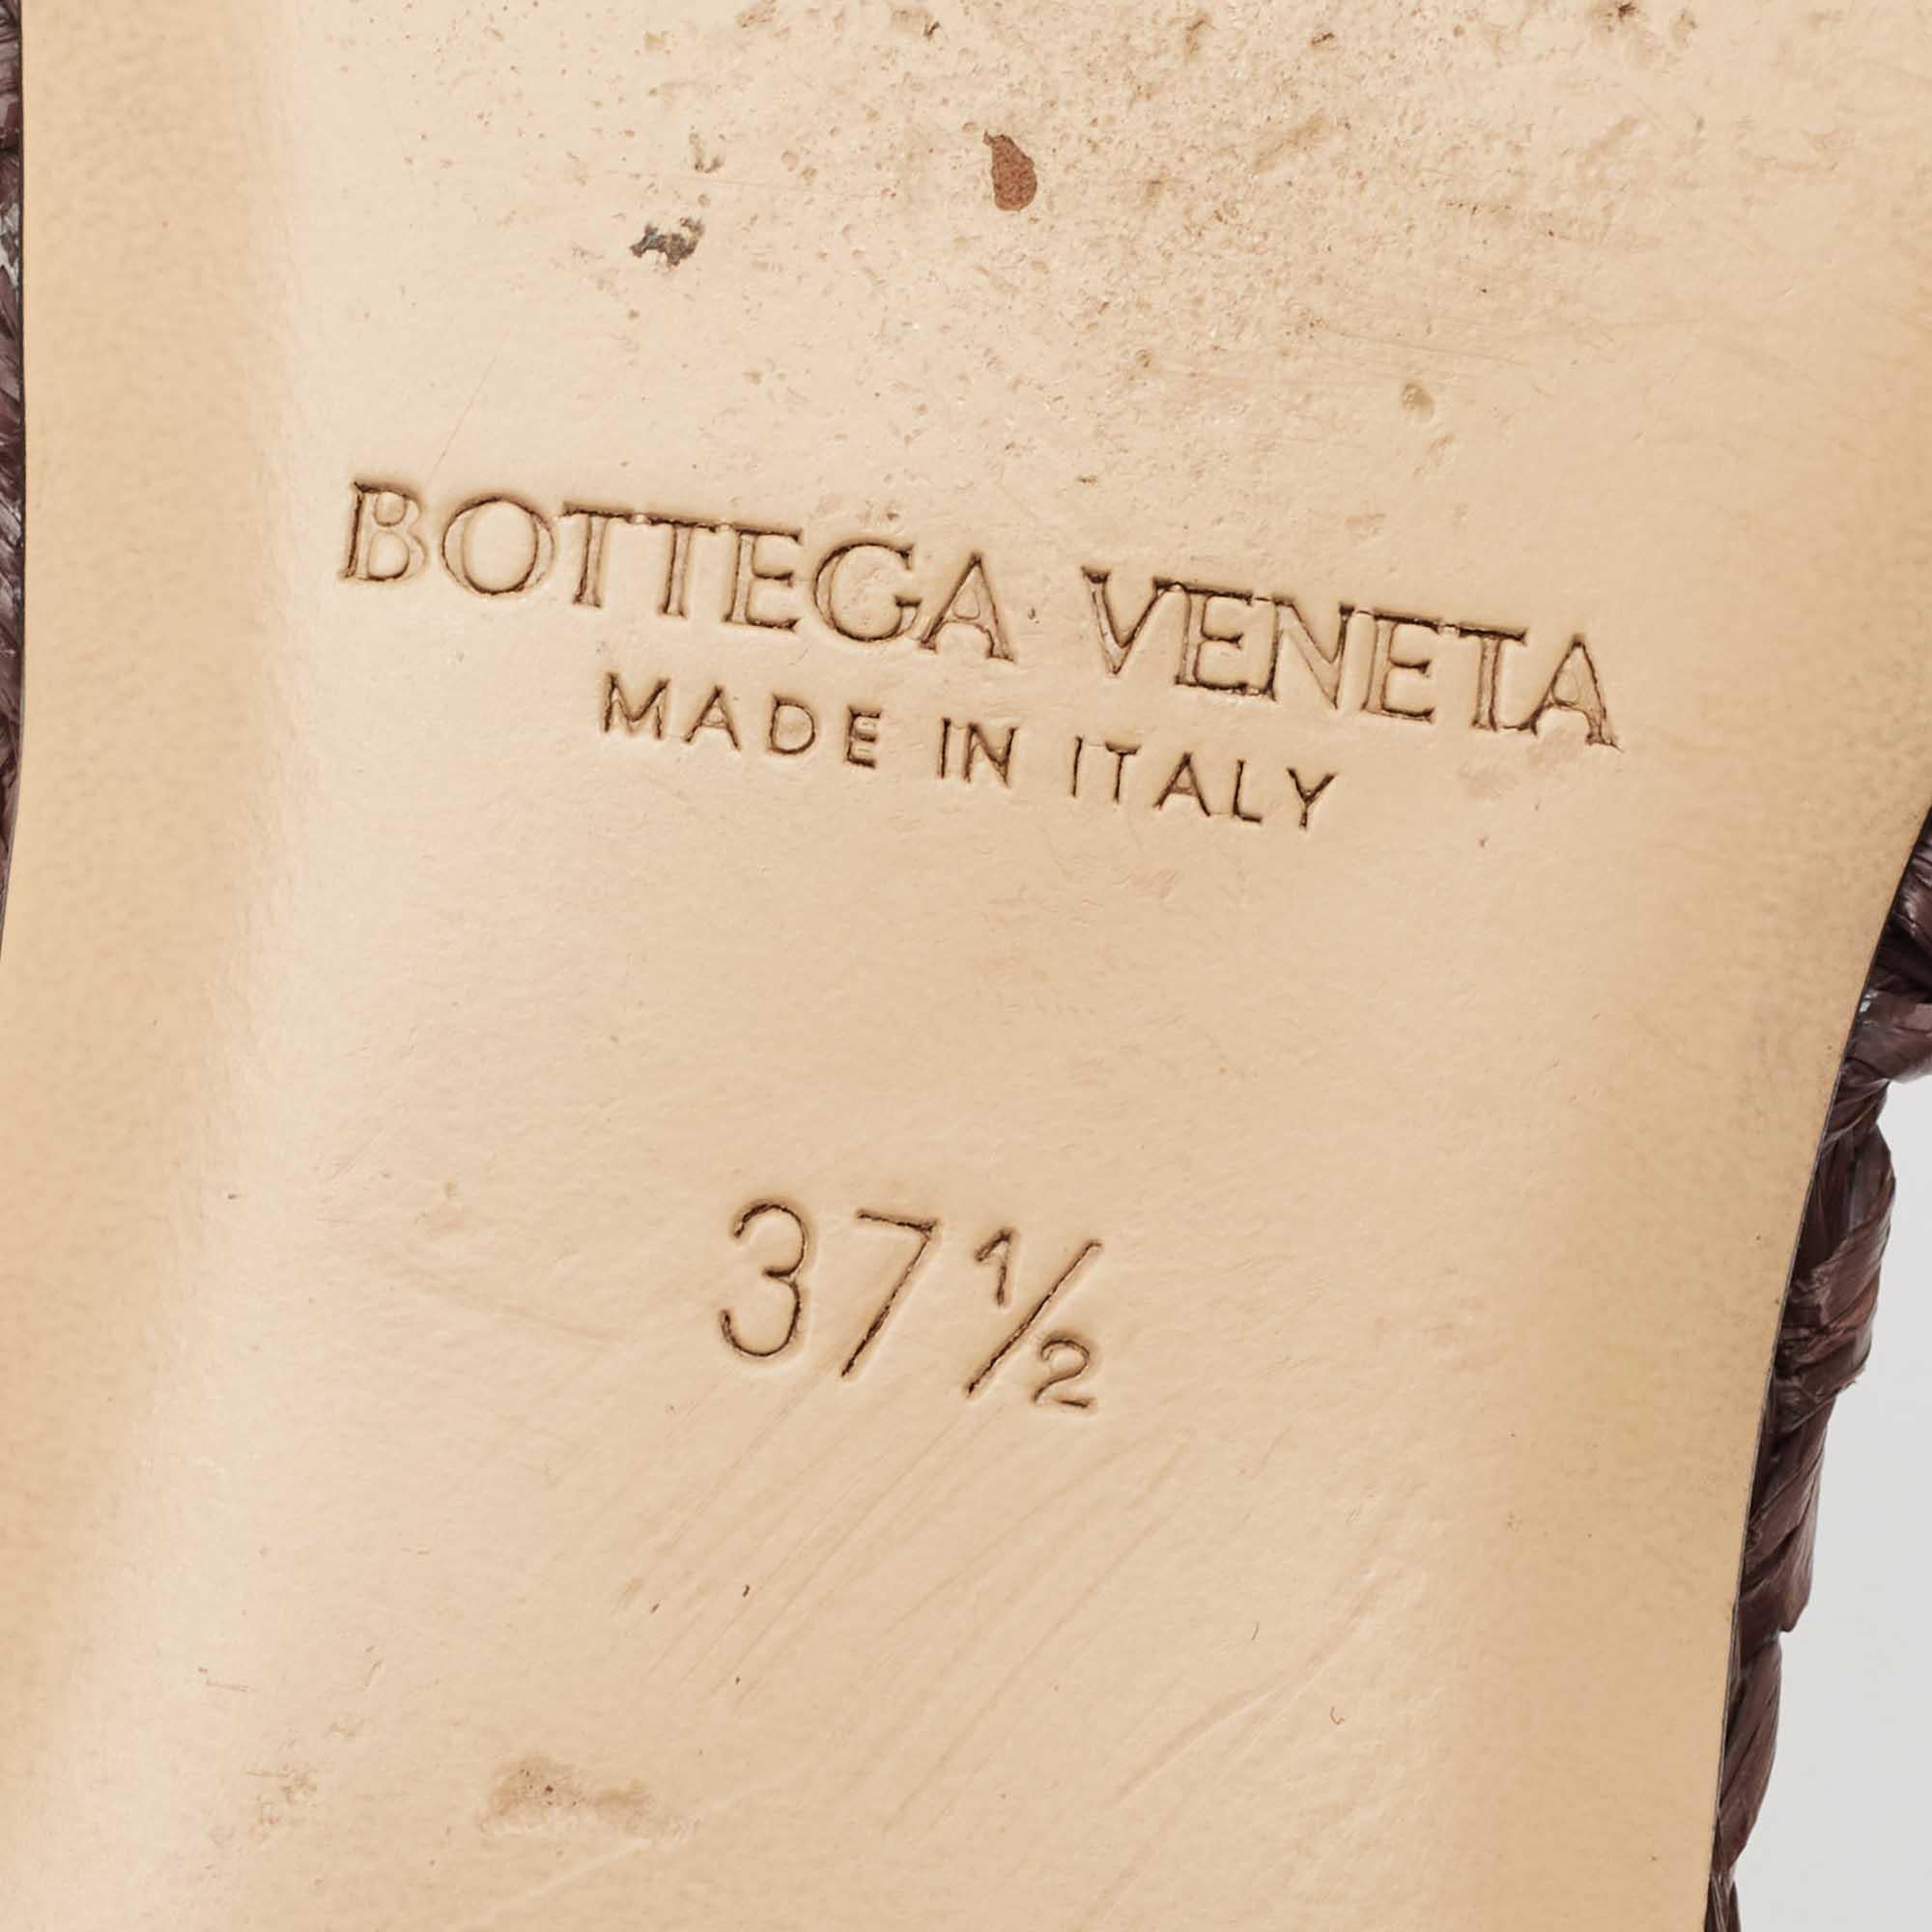 BOTTEGA VENETA
MADE IN ITALY
37½